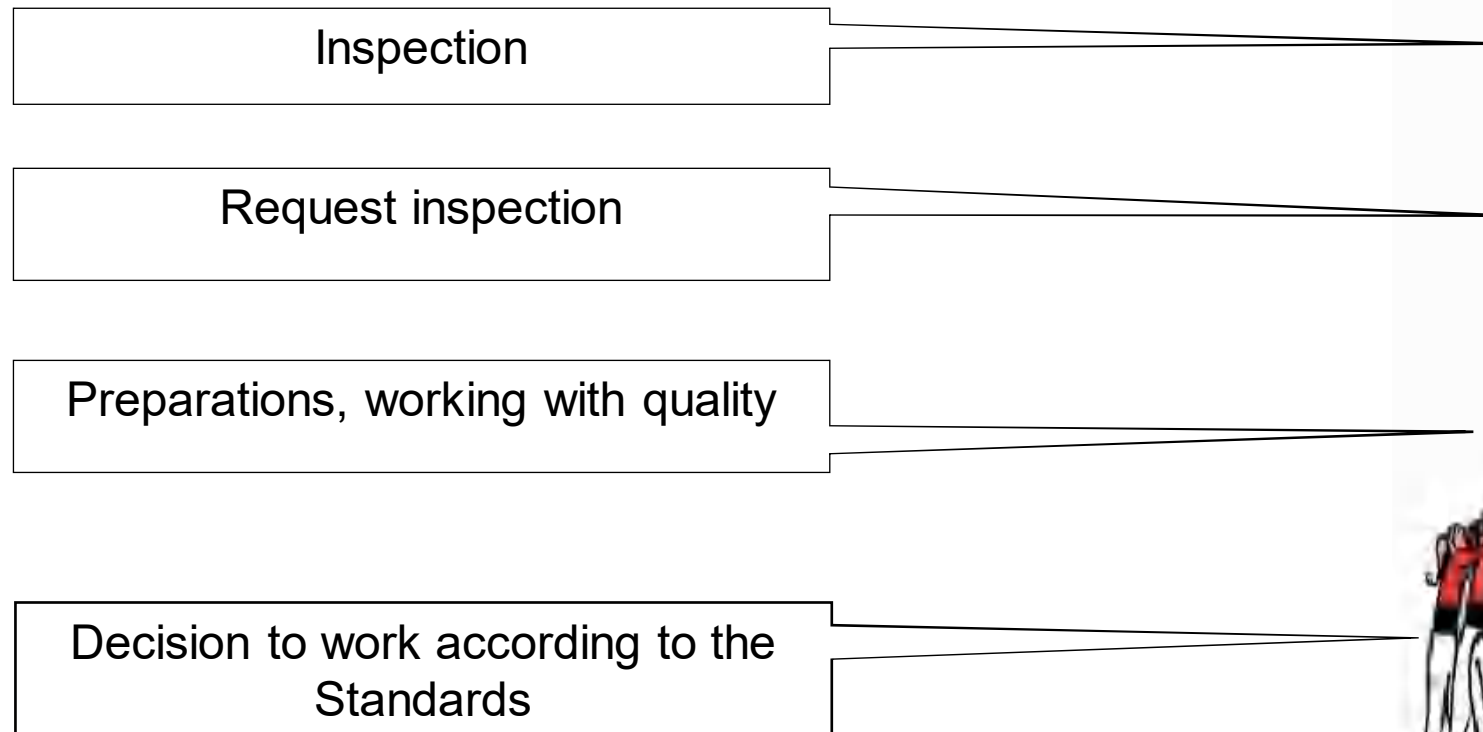 Inspection
Request inspection
Preparations, working with quality
Decision to work according to the
Standards